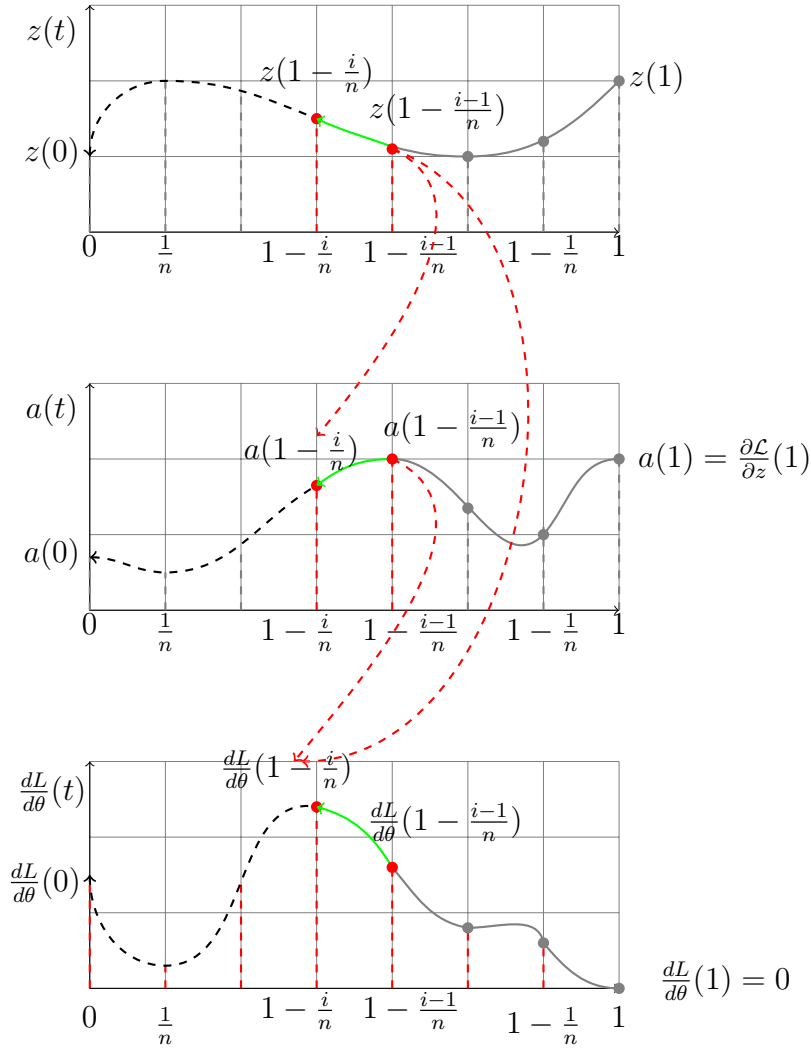 z(t)
z(1 − i/n)
z(1)
z(1 − (i−1)/n)
z(0)
0 1/n 1 − i/n 1 − (i−1)/n 1 − 1/n 1
a(t)
a(1 − (i−1)/n)
a(1 − i/n)
a(1) = ∂ℒ/∂z(1)
a(0)
0 1/n 1 − i/n 1 − (i−1)/n 1 − 1/n 1
dL/dθ(1 − i/n)
dL/dθ(t)
dL/dθ(1 − (i−1)/n)
dL/dθ(0)
dL/dθ(1) = 0
0 1/n 1 − i/n 1 − (i−1)/n 1 − 1/n 1